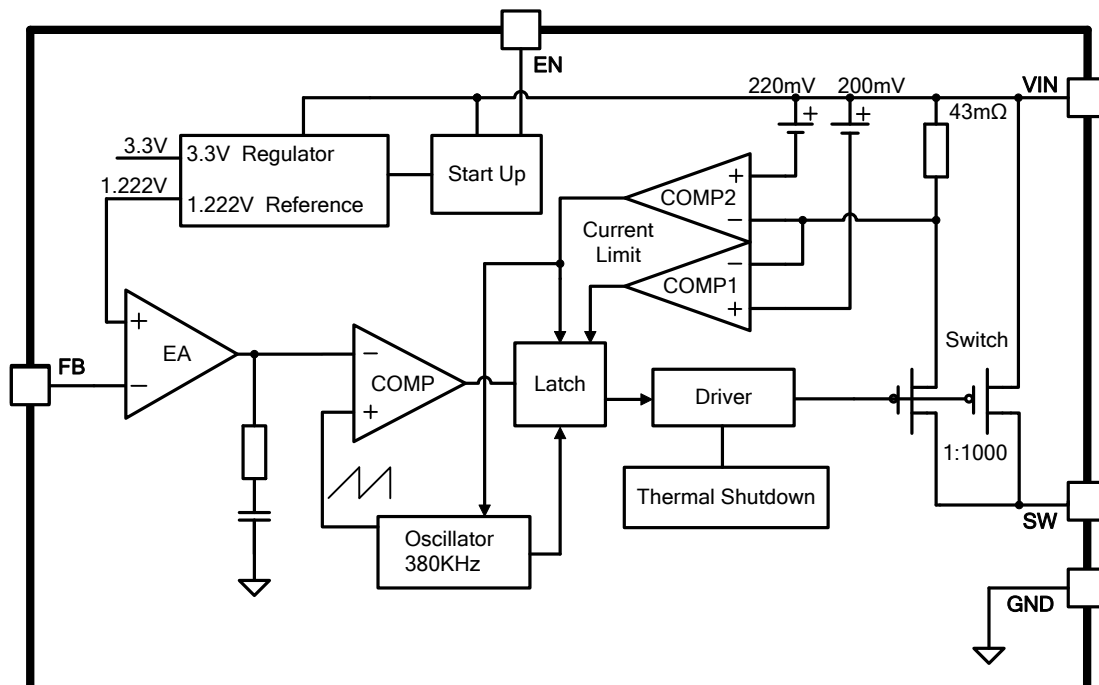 EN
220mV
200mV
VIN
+
+
43mΩ
3.3V
3.3V Regulator
1.222V
1.222V Reference
Start Up
+
COMP2
−
Current
Limit
−
COMP1
+
+
EA
−
FB
−
COMP
+
Latch
Driver
Switch
1:1000
Thermal Shutdown
Oscillator
380KHz
SW
GND